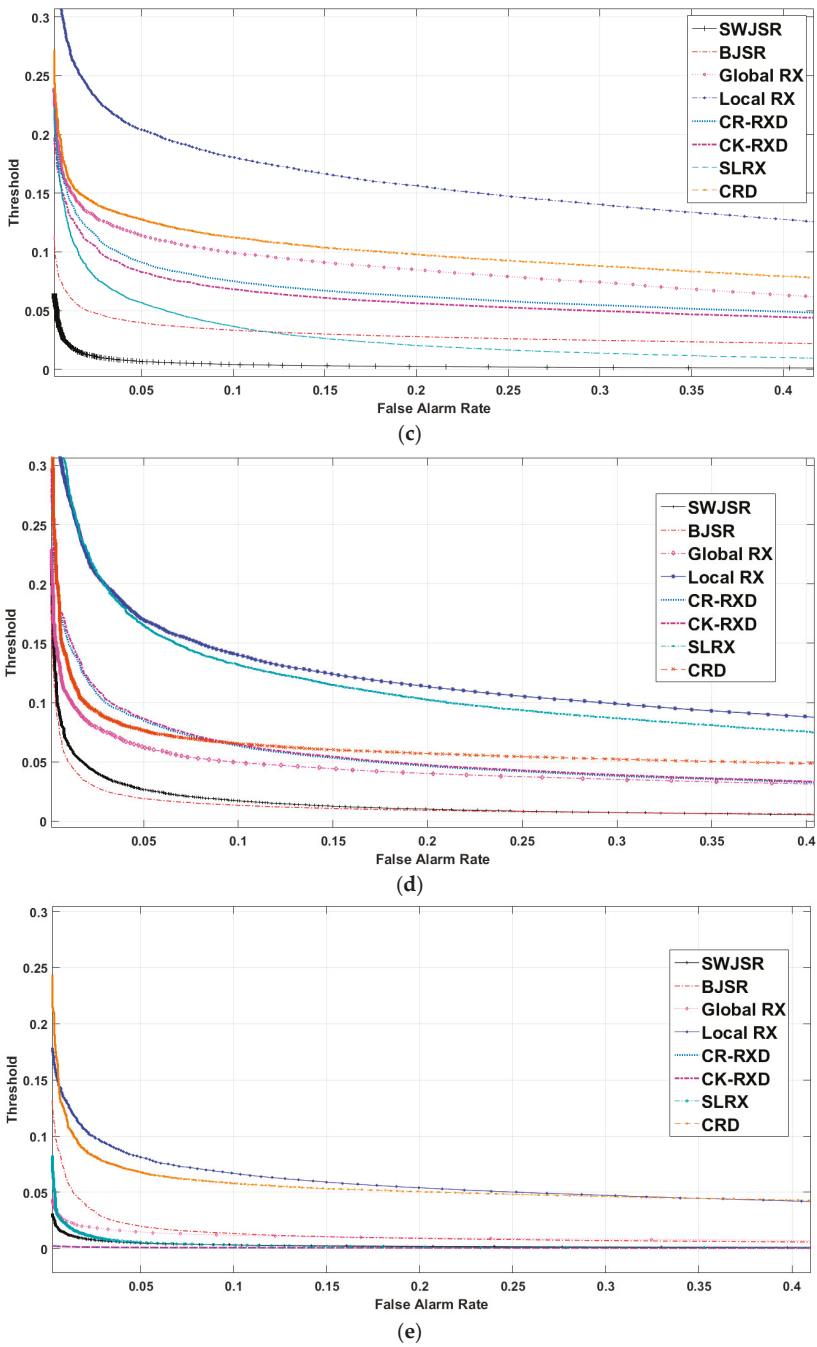 0.3
0.25
0.2
0.15
0.1
0.05
0
Threshold
0.05
0.1
0.15
0.2
0.25
0.3
0.35
0.4
False Alarm Rate
SWJSR
BJSR
Global RX
Local RX
CR-RXD
CK-RXD
SLRX
CRD
(c)
0.3
0.25
0.2
0.15
0.1
0.05
0
Threshold
0.05
0.1
0.15
0.2
0.25
0.3
0.35
0.4
False Alarm Rate
SWJSR
BJSR
Global RX
Local RX
CR-RXD
CK-RXD
SLRX
CRD
(d)
0.3
0.25
0.2
0.15
0.1
0.05
0
Threshold
0.05
0.1
0.15
0.2
0.25
0.3
0.35
0.4
False Alarm Rate
SWJSR
BJSR
Global RX
Local RX
CR-RXD
CK-RXD
SLRX
CRD
(e)